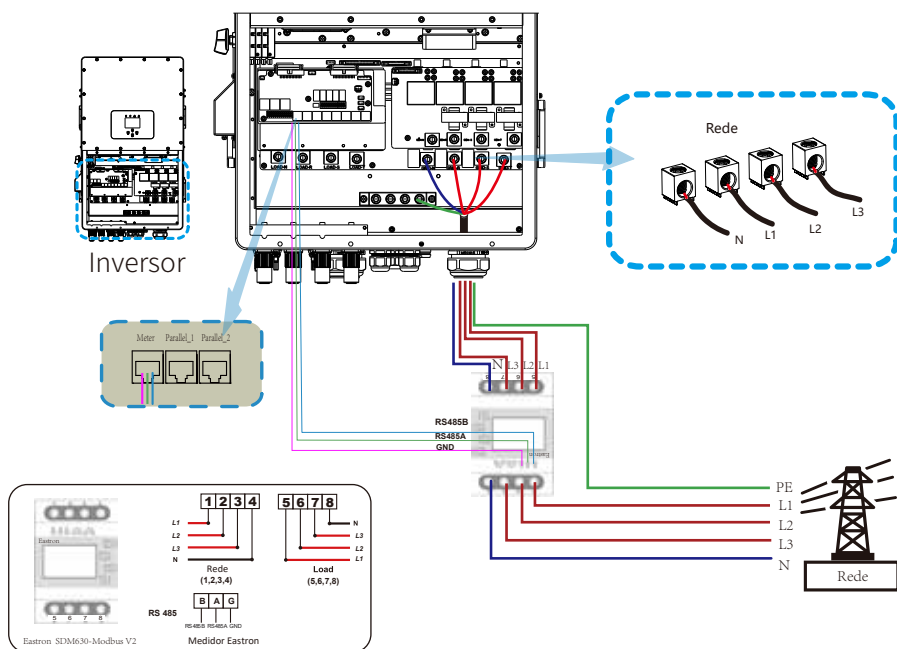 Rede
N
L1
L2
L3
Inversor
LOAD-N
Meter
Parallel_1
Parallel_2
N
L3
L2
L1
RS485B
RS485A
GND
Eastron
PE
L1
L2
L3
N
Rede
Eastron
5 6 7 8
Eastron SDM630-Modbus V2
1 2 3 4
L1
L2
L3
N
Rede
(1,2,3,4)
5 6 7 8
N
L3
L2
L1
Load
(5,6,7,8)
RS 485
B A G
RS485B RS485A GND
Medidor Eastron